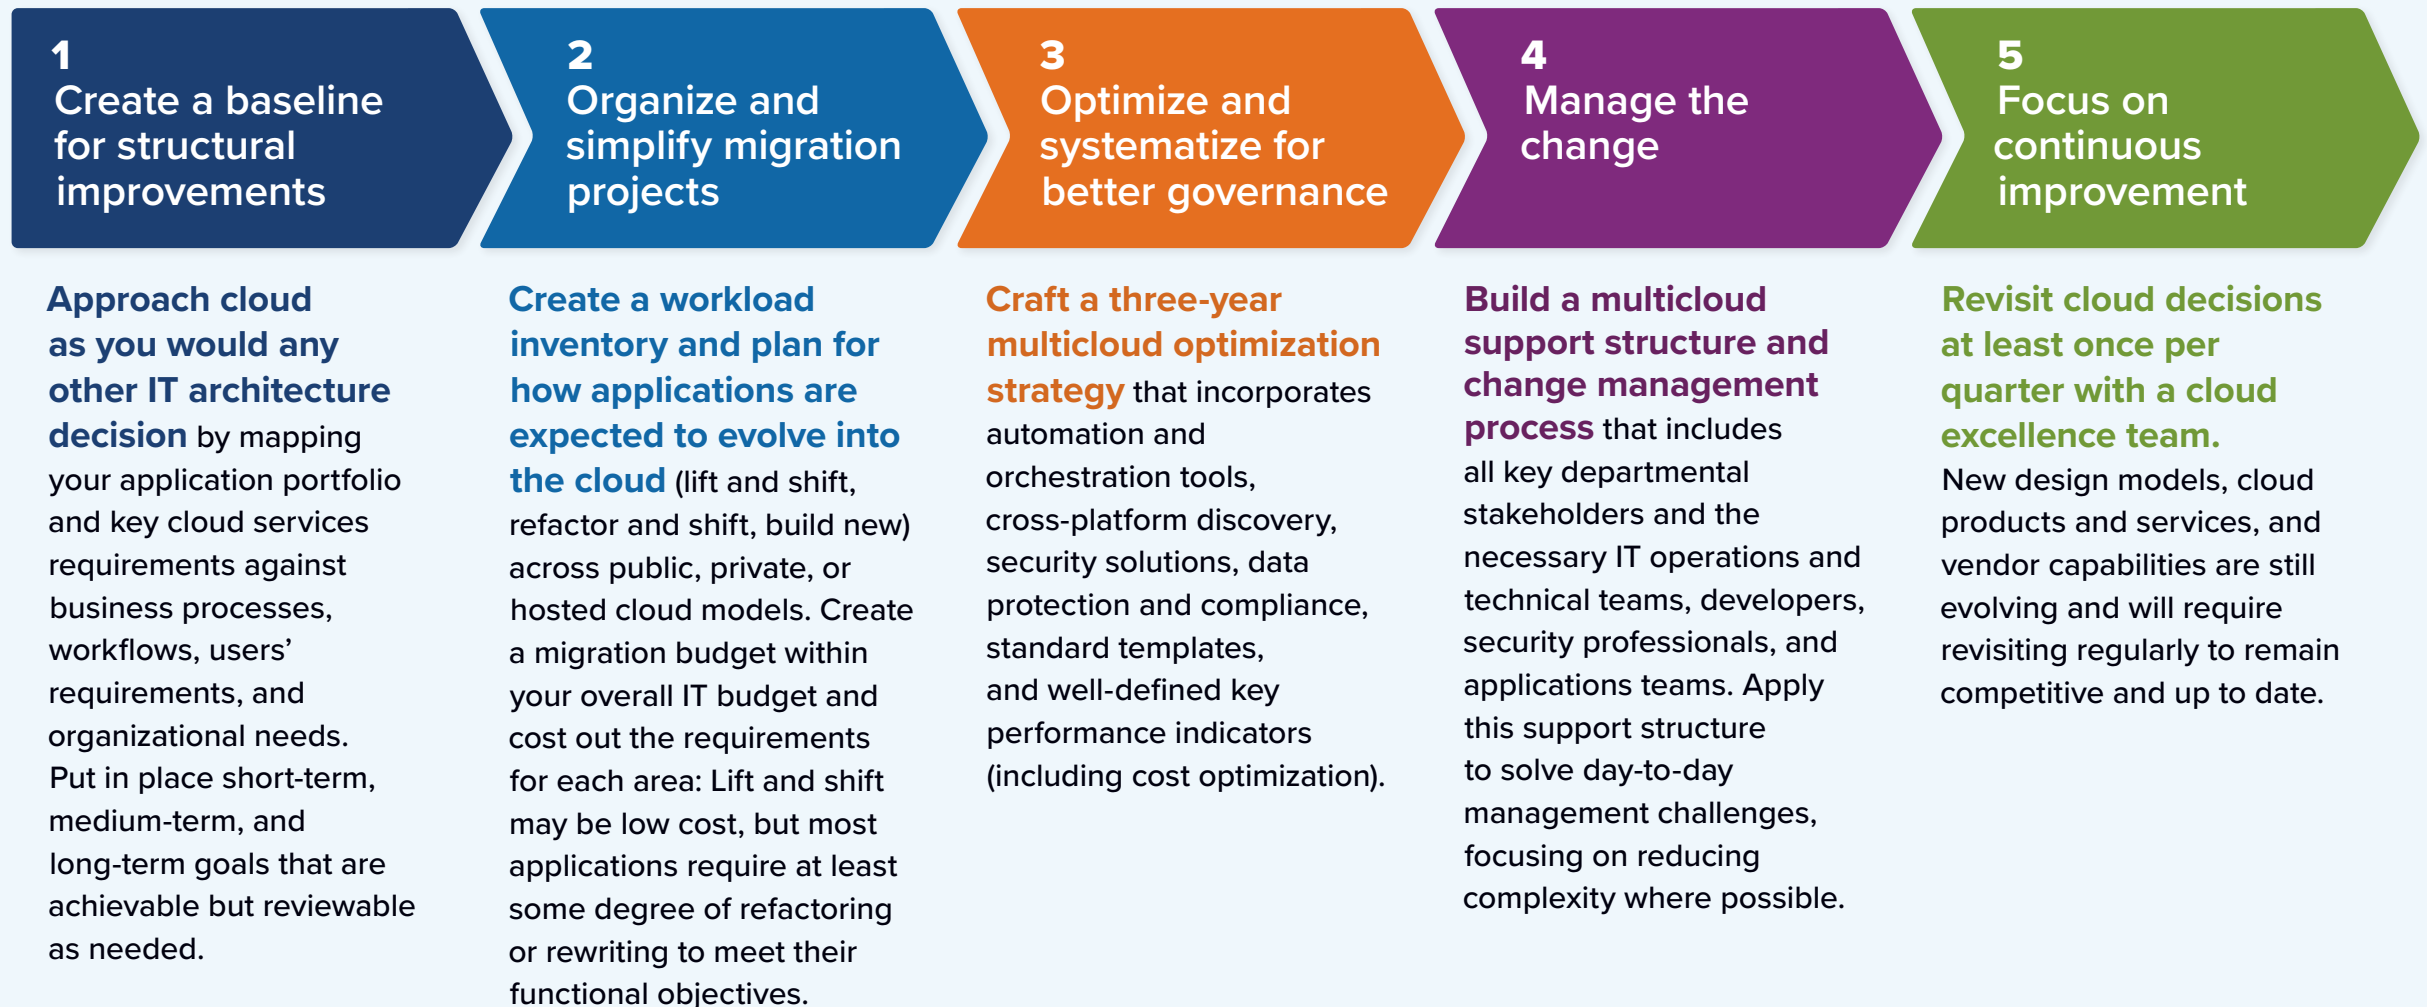 1
Create a baseline
for structural
improvements
2
Organize and
simplify migration
projects
3
Optimize and
systematize for
better governance
4
Manage the
change
5
Focus on
continuous
improvement
Approach cloud
as you would any
other IT architecture
decision by mapping
your application portfolio
and key cloud services
requirements against
business processes,
workflows, users’
requirements, and
organizational needs.
Put in place short-term,
medium-term, and
long-term goals that are
achievable but reviewable
as needed.
Create a workload
inventory and plan for
how applications are
expected to evolve into
the cloud (lift and shift,
refactor and shift, build new)
across public, private, or
hosted cloud models. Create
a migration budget within
your overall IT budget and
cost out the requirements
for each area: Lift and shift
may be low cost, but most
applications require at least
some degree of refactoring
or rewriting to meet their
functional objectives.
Craft a three-year
multicloud optimization
strategy that incorporates
automation and
orchestration tools,
cross-platform discovery,
security solutions, data
protection and compliance,
standard templates,
and well-defined key
performance indicators
(including cost optimization).
Build a multicloud
support structure and
change management
process that includes
all key departmental
stakeholders and the
necessary IT operations and
technical teams, developers,
security professionals, and
applications teams. Apply
this support structure
to solve day-to-day
management challenges,
focusing on reducing
complexity where possible.
Revisit cloud decisions
at least once per
quarter with a cloud
excellence team.
New design models, cloud
products and services, and
vendor capabilities are still
evolving and will require
revisiting regularly to remain
competitive and up to date.